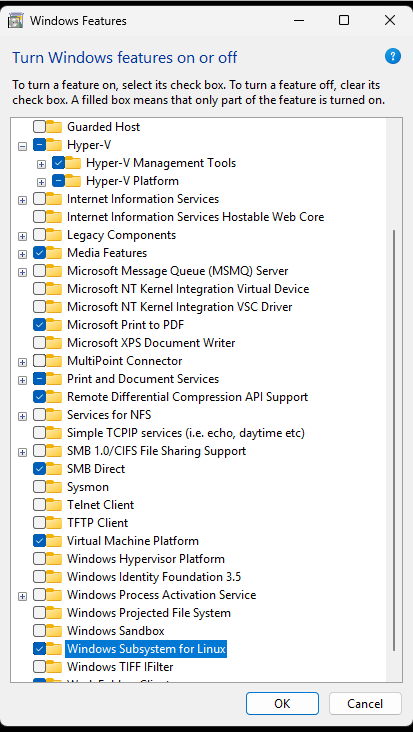 Windows Features
Turn Windows features on or off
?
To turn a feature on, select its check box. To turn a feature off, clear its
check box. A filled box means that only part of the feature is turned on.
Guarded Host
Hyper-V
Hyper-V Management Tools
Hyper-V Platform
Internet Information Services
Internet Information Services Hostable Web Core
Legacy Components
Media Features
Microsoft Message Queue (MSMQ) Server
Microsoft NT Kernel Integration Virtual Device
Microsoft NT Kernel Integration VSC Driver
Microsoft Print to PDF
Microsoft XPS Document Writer
MultiPoint Connector
Print and Document Services
Remote Differential Compression API Support
Services for NFS
Simple TCPIP services (i.e. echo, daytime etc)
SMB 1.0/CIFS File Sharing Support
SMB Direct
Sysmon
Telnet Client
TFTP Client
Virtual Machine Platform
Windows Hypervisor Platform
Windows Identity Foundation 3.5
Windows Process Activation Service
Windows Projected File System
Windows Sandbox
Windows Subsystem for Linux
Windows TIFF IFilter
OK
Cancel